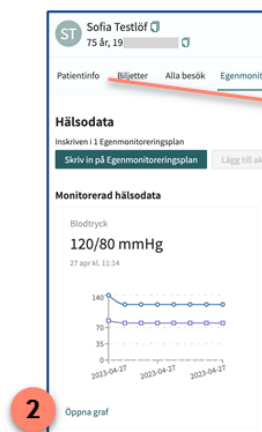 ST
Sofia Testlöf
75 år, 19
Patientinfo Biljetter Alla besök Egenmonit
Hälsodata
Inskriven i 1 Egenmonitoreringsplan
Skriv in på Egenmonitoreringsplan Lägg till ak
Monitorerad hälsodata
Blodtryck
120/80 mmHg
27 apr kl. 11:14
140
70
35
0
2023-04-27 2023-04-27 2023-04-27
2 Öppna graf